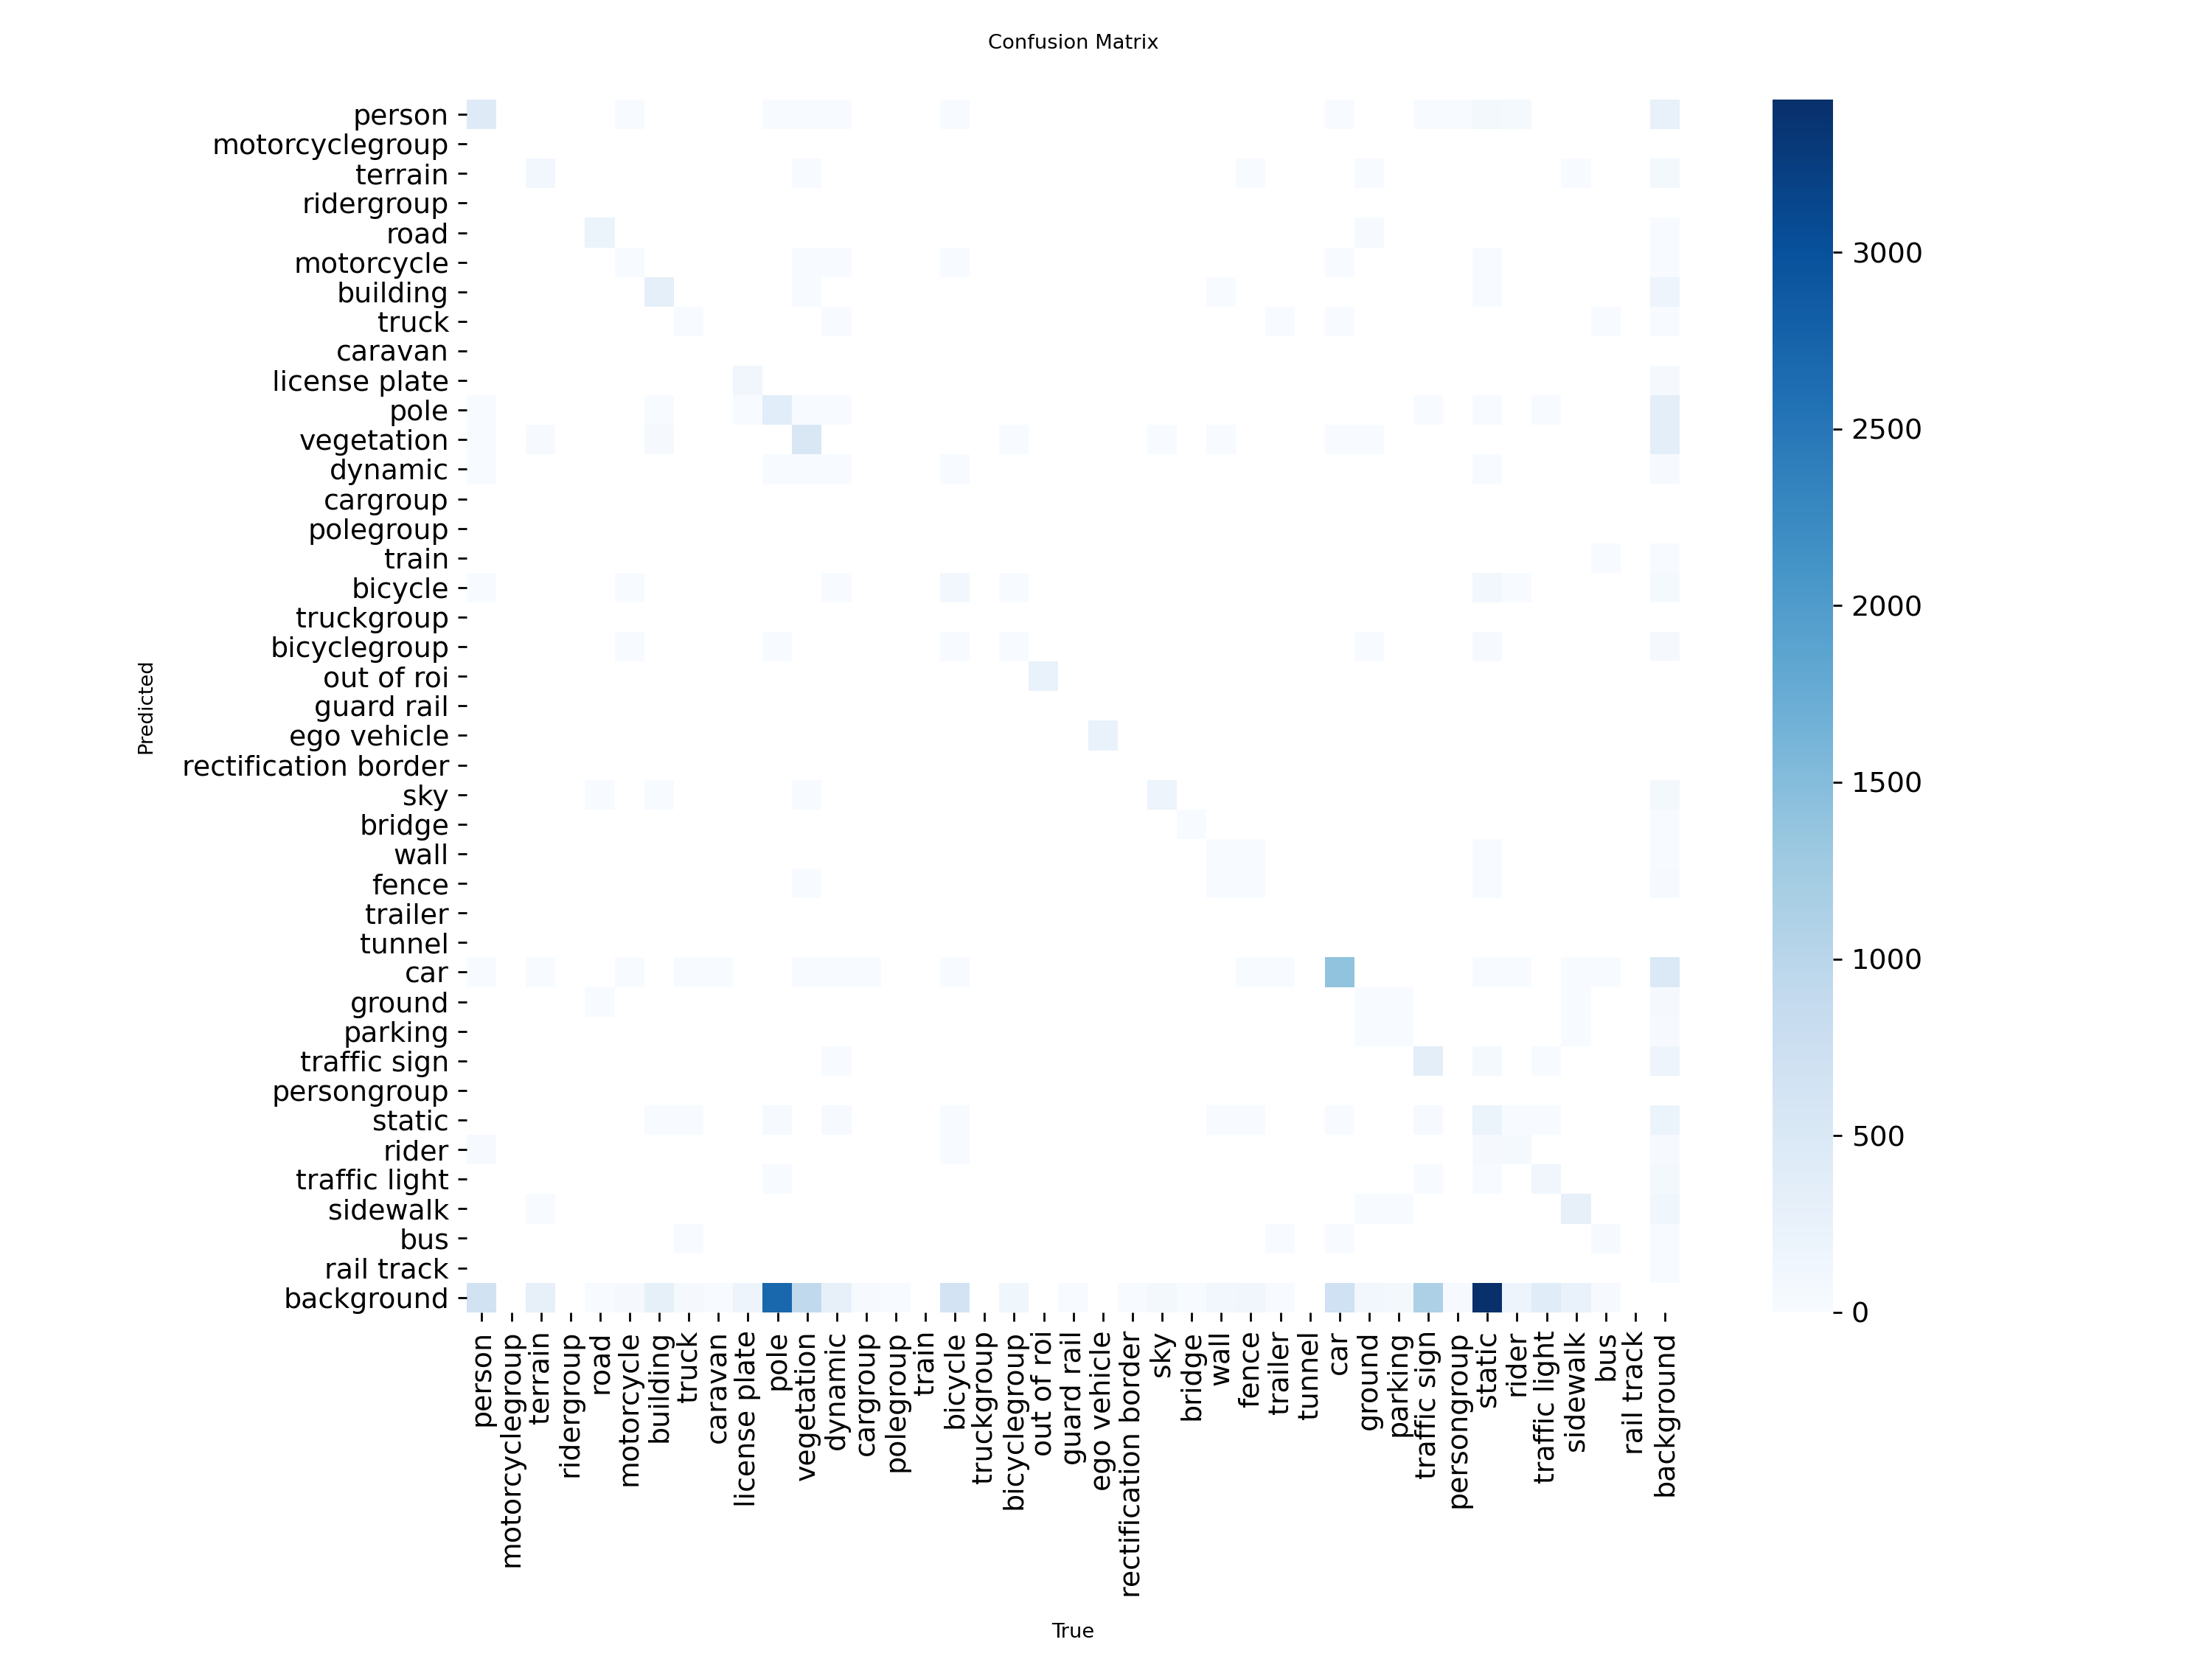 Confusion Matrix
Predicted
person
motorcyclegroup
terrain
ridergroup
road
motorcycle
building
truck
caravan
license plate
pole
vegetation
dynamic
cargroup
polegroup
train
bicycle
truckgroup
bicyclegroup
out of roi
guard rail
ego vehicle
rectification border
sky
bridge
wall
fence
trailer
tunnel
car
ground
parking
traffic sign
persongroup
static
rider
traffic light
sidewalk
bus
rail track
background
person
motorcyclegroup
terrain
ridergroup
road
motorcycle
building
truck
caravan
license plate
pole
vegetation
dynamic
cargroup
polegroup
train
bicycle
truckgroup
bicyclegroup
out of roi
guard rail
ego vehicle
rectification border
sky
bridge
wall
fence
trailer
tunnel
car
ground
parking
traffic sign
persongroup
static
rider
traffic light
sidewalk
bus
rail track
background
True
3000
2500
2000
1500
1000
500
0